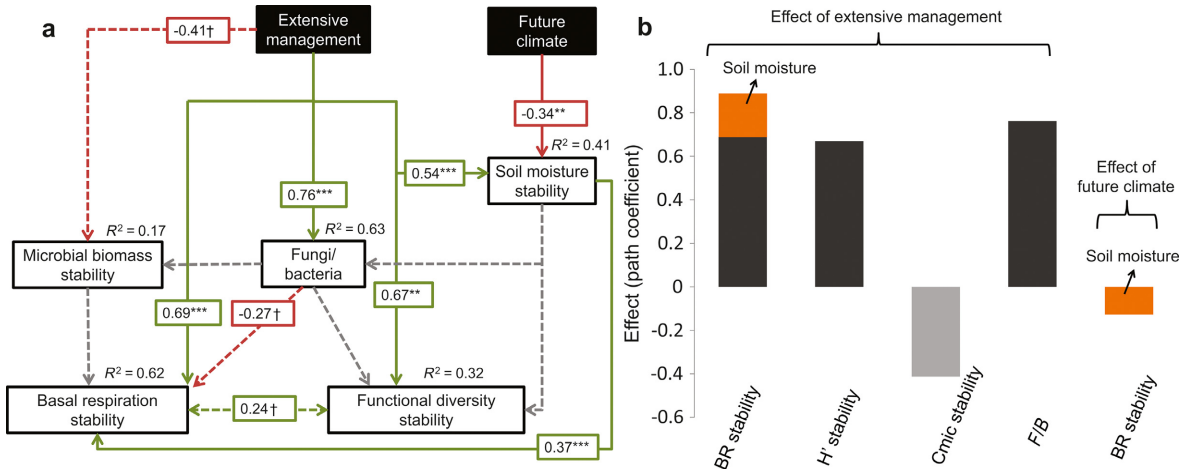 a
Extensive
management
Future
climate
-0.41†
-0.34**
R² = 0.41
Soil moisture
stability
0.54***
0.76***
R² = 0.17
R² = 0.63
Microbial biomass
stability
Fungi/
bacteria
0.69***
-0.27†
0.67**
R² = 0.62
R² = 0.32
Basal respiration
stability
0.24†
Functional diversity
stability
0.37***
b
Effect of extensive management
Effect (path coefficient)
1.0
0.8
0.6
0.4
0.2
0
-0.2
-0.4
-0.6
Soil moisture
Effect of
future climate
Soil moisture
BR stability
H' stability
Cmic stability
F/B
BR stability